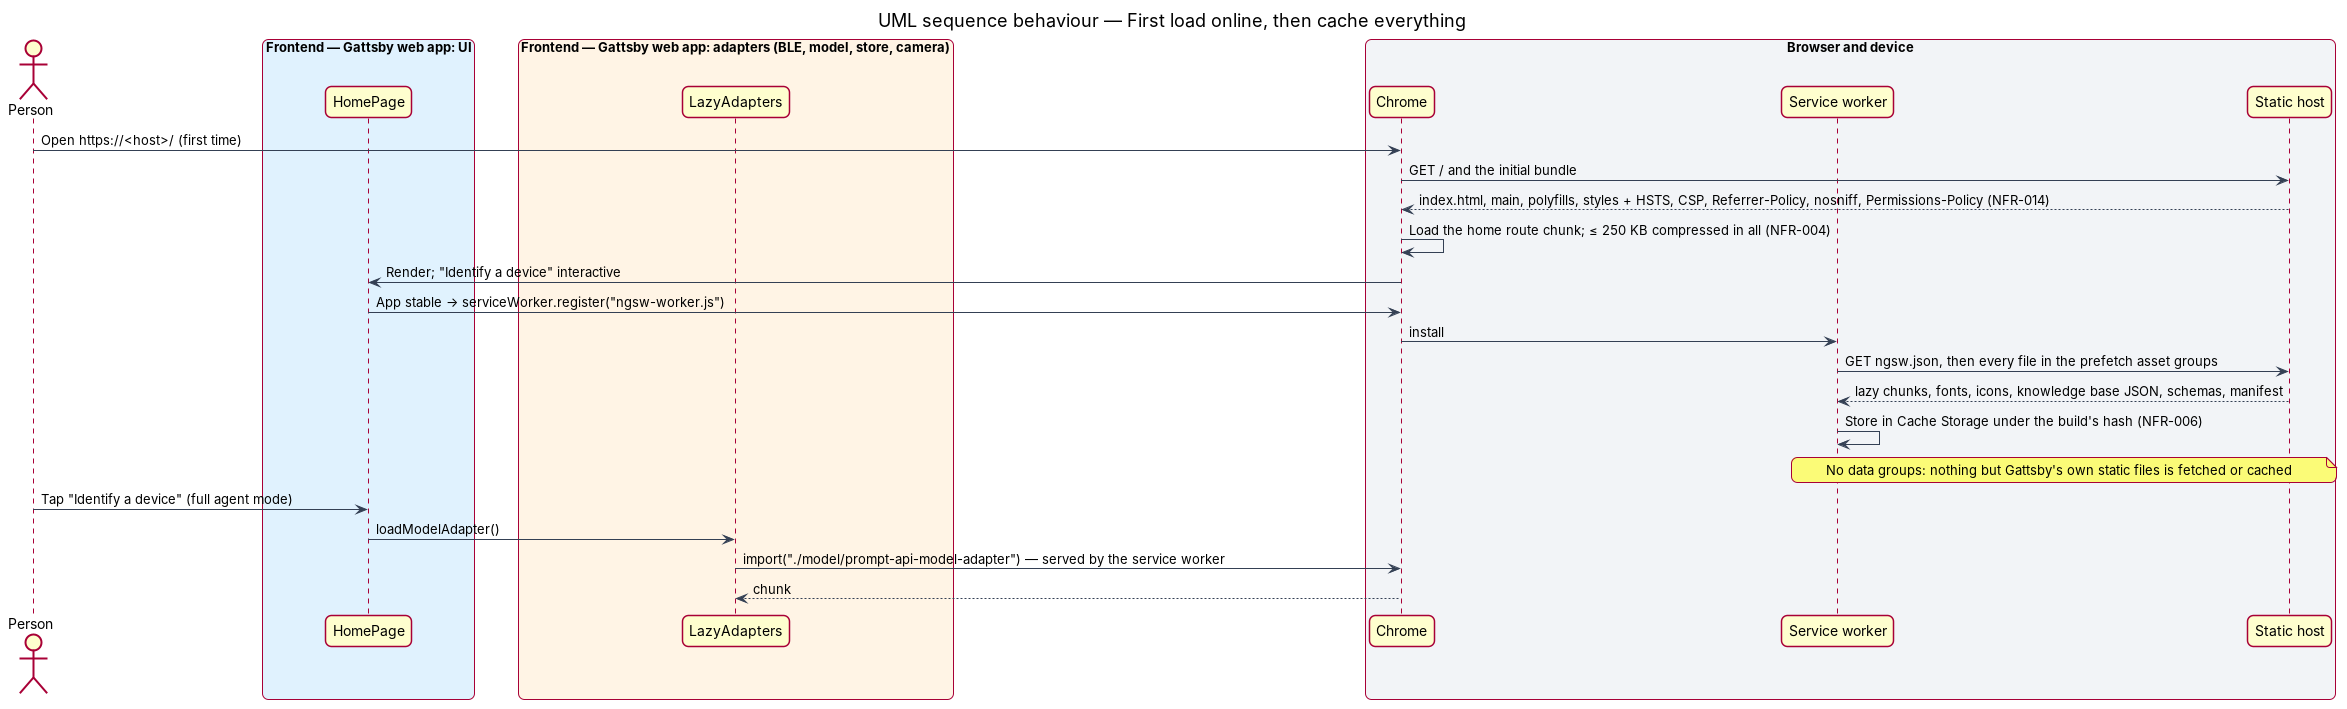 UML sequence behaviour — First load online, then cache everything
Frontend — Gattsby web app: UI
Frontend — Gattsby web app: adapters (BLE, model, store, camera)
Browser and device
Person
HomePage
LazyAdapters
Chrome
Service worker
Static host
Open https://<host>/ (first time)
GET / and the initial bundle
index.html, main, polyfills, styles + HSTS, CSP, Referrer-Policy, nosniff, Permissions-Policy (NFR-014)
Load the home route chunk; ≤ 250 KB compressed in all (NFR-004)
Render; "Identify a device" interactive
App stable → serviceWorker.register("ngsw-worker.js")
install
GET ngsw.json, then every file in the prefetch asset groups
lazy chunks, fonts, icons, knowledge base JSON, schemas, manifest
Store in Cache Storage under the build's hash (NFR-006)
No data groups: nothing but Gattsby's own static files is fetched or cached
Tap "Identify a device" (full agent mode)
loadModelAdapter()
import("./model/prompt-api-model-adapter") — served by the service worker
chunk
Person
HomePage
LazyAdapters
Chrome
Service worker
Static host